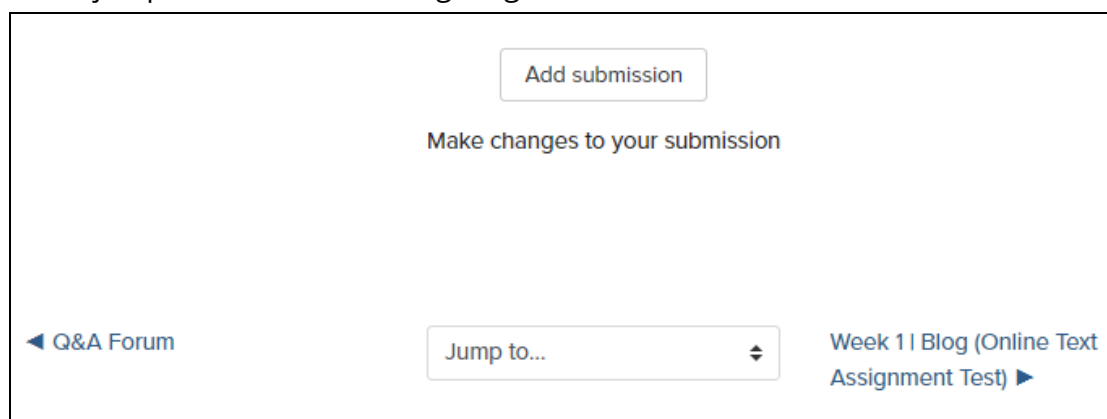 Add submission
Make changes to your submission
◄ Q&A Forum
Jump to...
Week 1 | Blog (Online Text
Assignment Test) ►